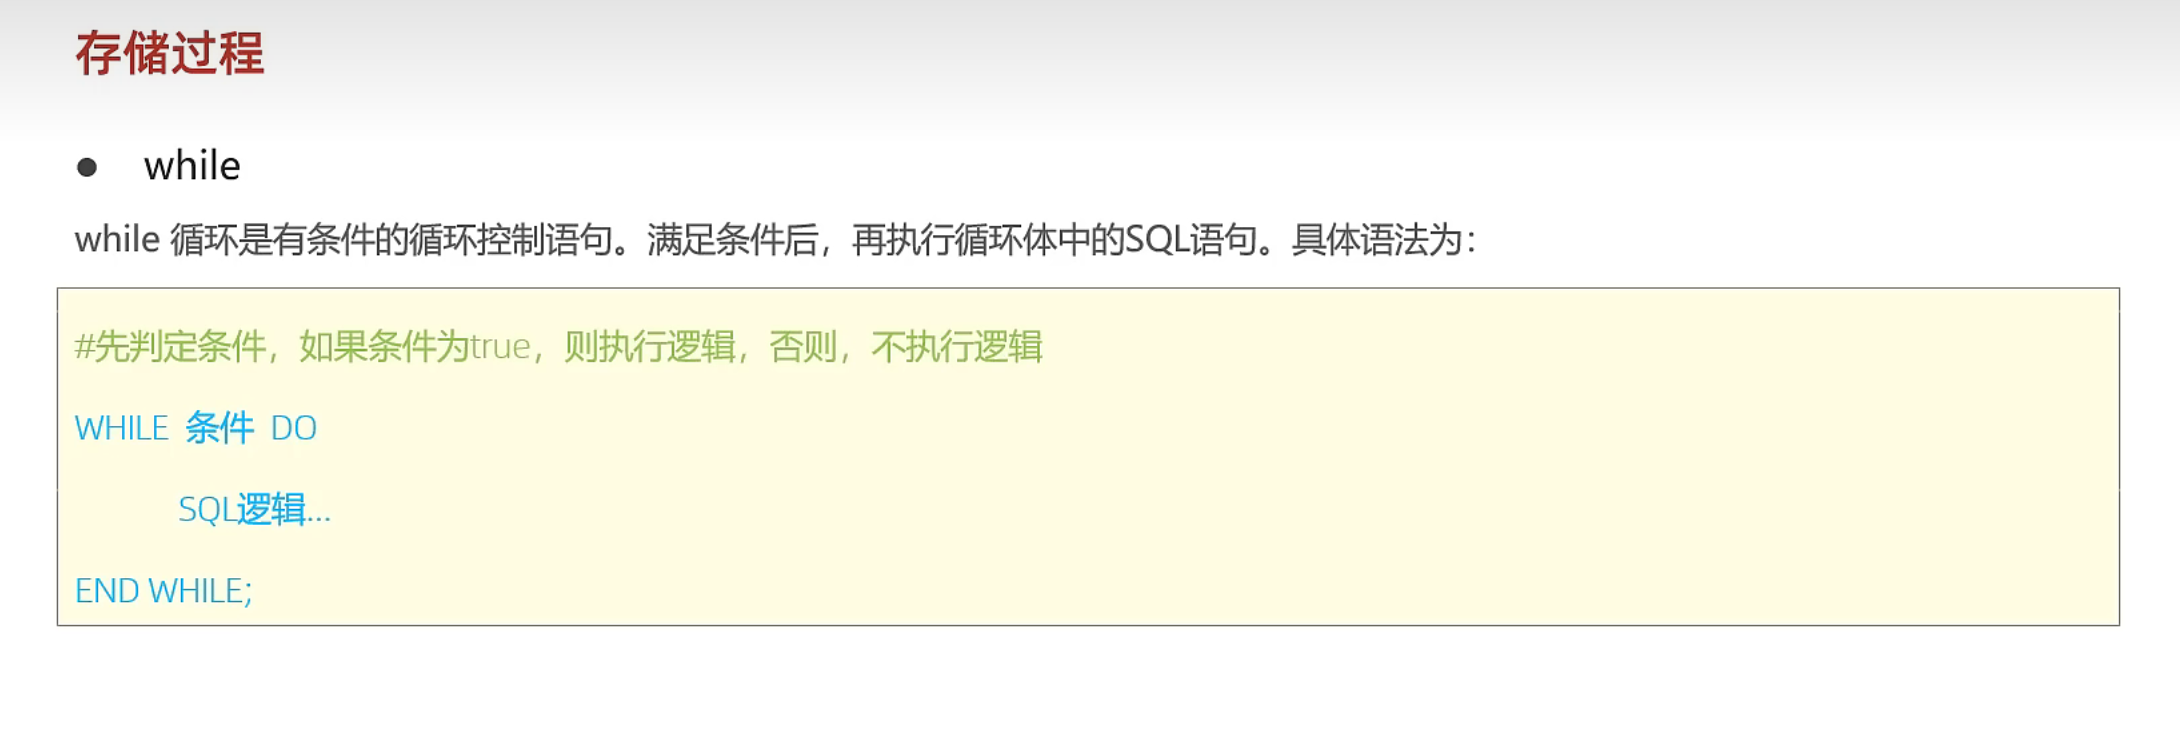 存储过程
● while
while 循环是有条件的循环控制语句。满足条件后，再执行循环体中的SQL语句。具体语法为：
#先判定条件，如果条件为true，则执行逻辑，否则，不执行逻辑
WHILE 条件 DO
SQL逻辑...
END WHILE;